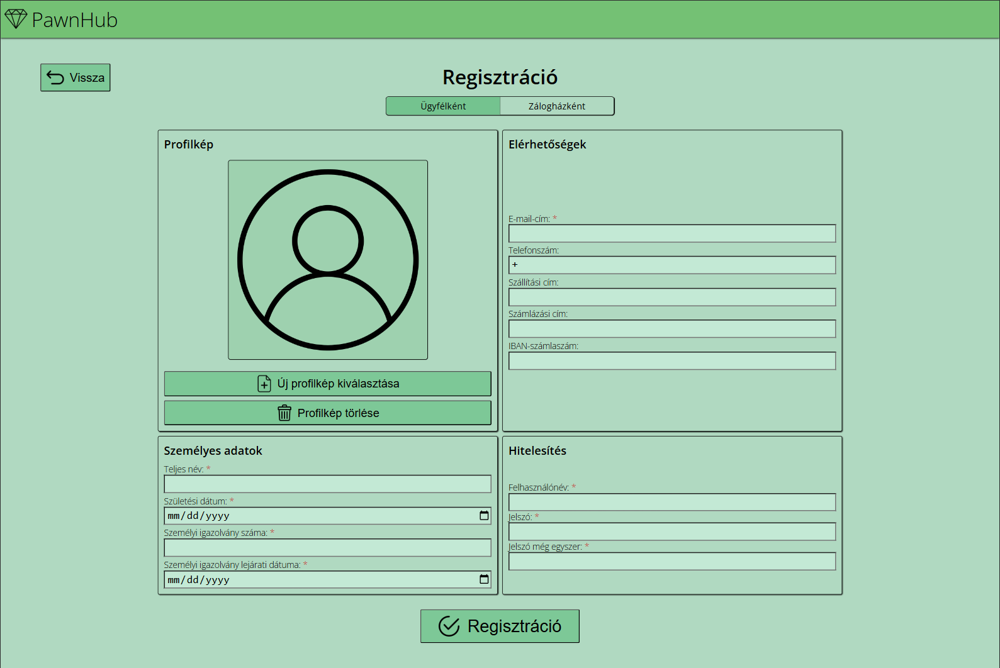 PawnHub
Vissza
Regisztráció
Ügyfélként
Zálogházként
Profilkép
Új profilkép kiválasztása
Profilkép törlése
Elérhetőségek
E-mail-cím: *
Telefonszám:
+
Szállítási cím:
Számlázási cím:
IBAN-számlaszám:
Személyes adatok
Teljes név: *
Születési dátum: *
mm/dd/yyyy
Személyi igazolvány száma: *
Személyi igazolvány lejárati dátuma: *
mm/dd/yyyy
Hitelesítés
Felhasználónév: *
Jelszó: *
Jelszó még egyszer: *
Regisztráció